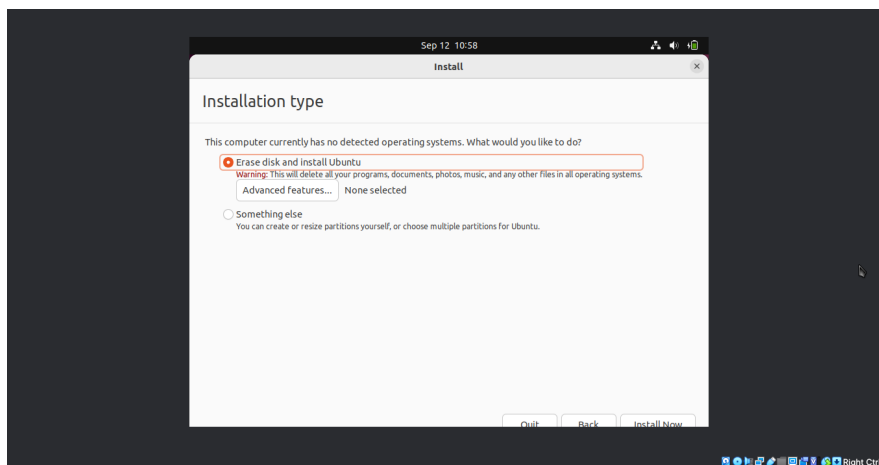 Sep 12 10:58
Install
Installation type
This computer currently has no detected operating systems. What would you like to do?
Erase disk and install Ubuntu
Warning: This will delete all your programs, documents, photos, music, and any other files in all operating systems.
Advanced features... None selected
Something else
You can create or resize partitions yourself, or choose multiple partitions for Ubuntu.
Quit Back Install Now
Right Ctrl